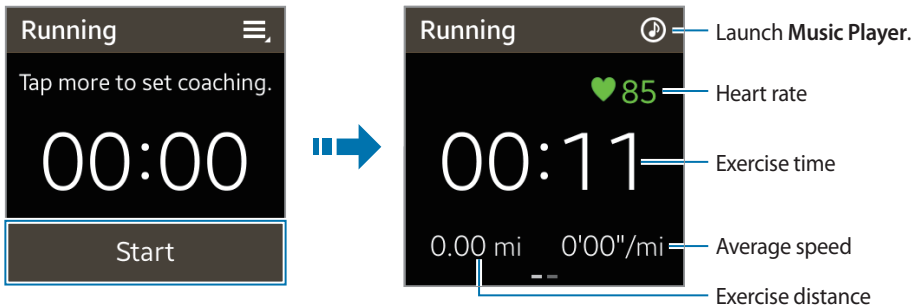 Running
Tap more to set coaching.
00:00
Start
Running
Launch Music Player.
85
Heart rate
00:11
Exercise time
0.00 mi 0'00"/mi
Average speed
Exercise distance